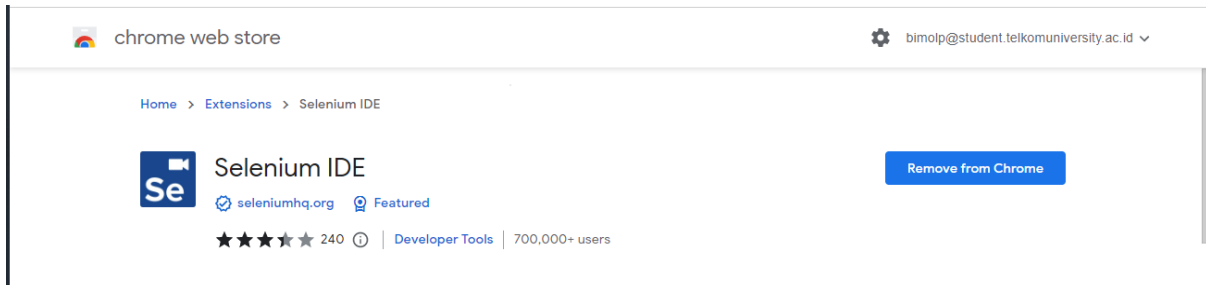 chrome web store
bimolp@student.telkomuniversity.ac.id
Home > Extensions > Selenium IDE
Se
Selenium IDE
Remove from Chrome
seleniumhq.org Featured
240 Developer Tools 700,000+ users